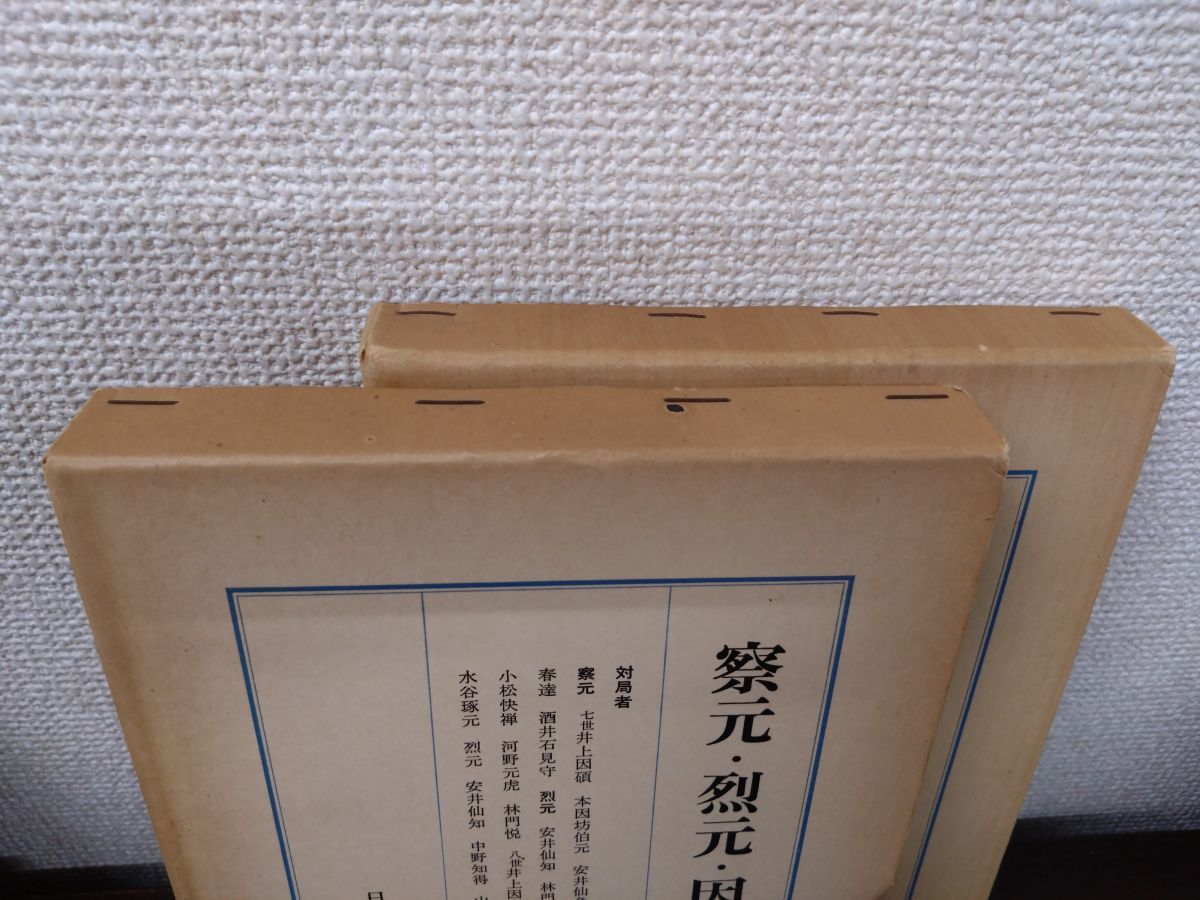 察元・烈元・因
対局者
察元 七世井上因碩 本因坊伯元 安井仙角
春達 酒井石見守 烈元 安井仙知 林門
小松快禅 河野元虎 林門悦 八世井上因
水谷琢元 烈元 安井仙知 中野知得
日